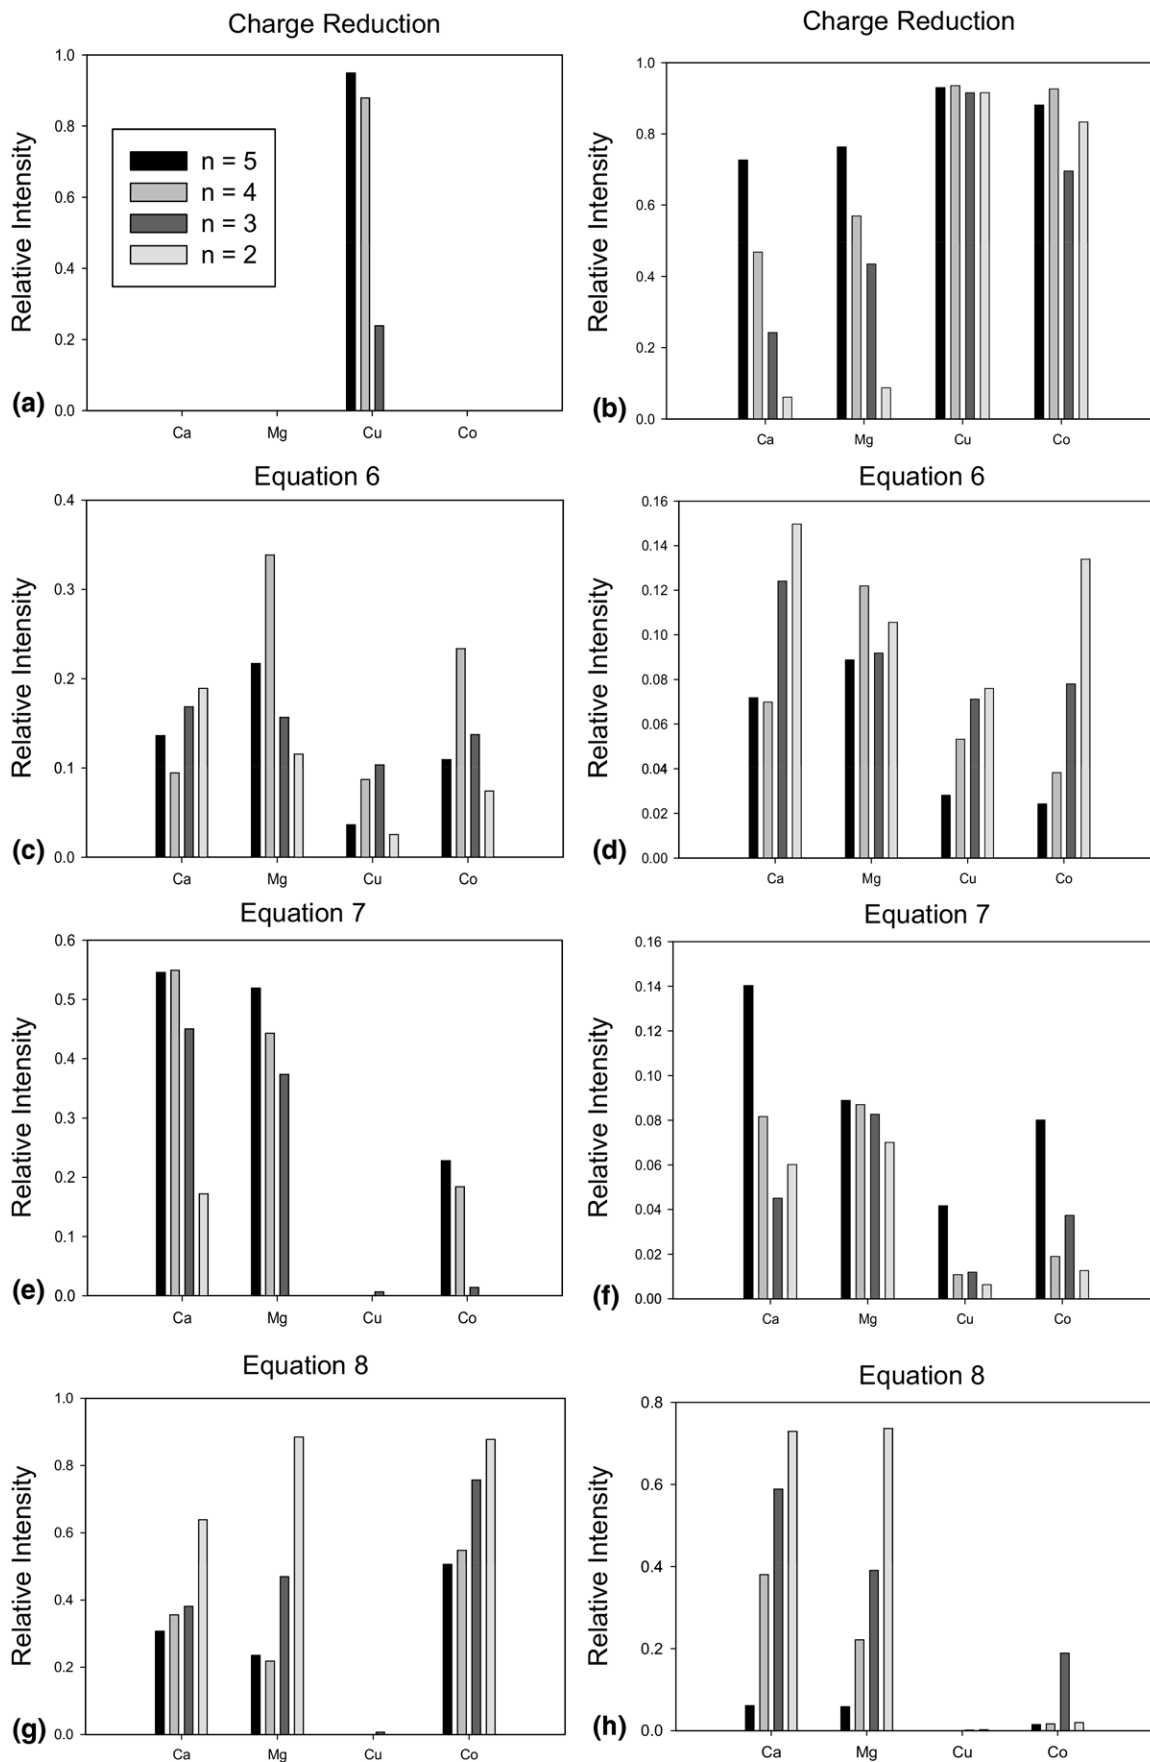 Charge Reduction
Relative Intensity
1.0
0.8
0.6
0.4
0.2
0.0
n = 5
n = 4
n = 3
n = 2
(a)
Ca Mg Cu Co
Charge Reduction
Relative Intensity
1.0
0.8
0.6
0.4
0.2
0.0
(b)
Ca Mg Cu Co
Equation 6
Relative Intensity
0.4
0.3
0.2
0.1
0.0
(c)
Ca Mg Cu Co
Equation 6
Relative Intensity
0.16
0.14
0.12
0.10
0.08
0.06
0.04
0.02
0.00
(d)
Ca Mg Cu Co
Equation 7
Relative Intensity
0.6
0.5
0.4
0.3
0.2
0.1
0.0
(e)
Ca Mg Cu Co
Equation 7
Relative Intensity
0.16
0.14
0.12
0.10
0.08
0.06
0.04
0.02
0.00
(f)
Ca Mg Cu Co
Equation 8
Relative Intensity
1.0
0.8
0.6
0.4
0.2
0.0
(g)
Ca Mg Cu Co
Equation 8
Relative Intensity
0.8
0.6
0.4
0.2
0.0
(h)
Ca Mg Cu Co